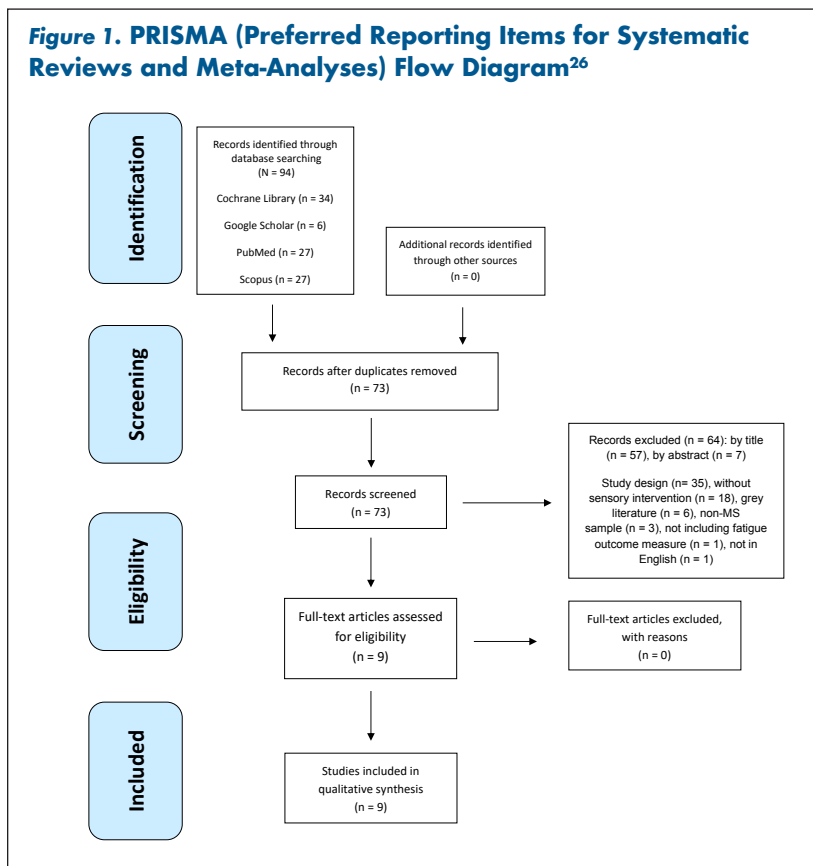 Figure 1. PRISMA (Preferred Reporting Items for Systematic
Reviews and Meta-Analyses) Flow Diagram26
Identification
Records identified through
database searching
(N = 94)
Cochrane Library (n = 34)
Google Scholar (n = 6)
PubMed (n = 27)
Scopus (n = 27)
Additional records identified
through other sources
(n = 0)
Screening
Records after duplicates removed
(n = 73)
Records screened
(n = 73)
Records excluded (n = 64): by title
(n = 57), by abstract (n = 7)
Study design (n= 35), without
sensory intervention (n = 18), grey
literature (n = 6), non-MS
sample (n = 3), not including fatigue
outcome measure (n = 1), not in
English (n = 1)
Eligibility
Full-text articles assessed
for eligibility
(n = 9)
Full-text articles excluded,
with reasons
(n = 0)
Included
Studies included in
qualitative synthesis
(n = 9)